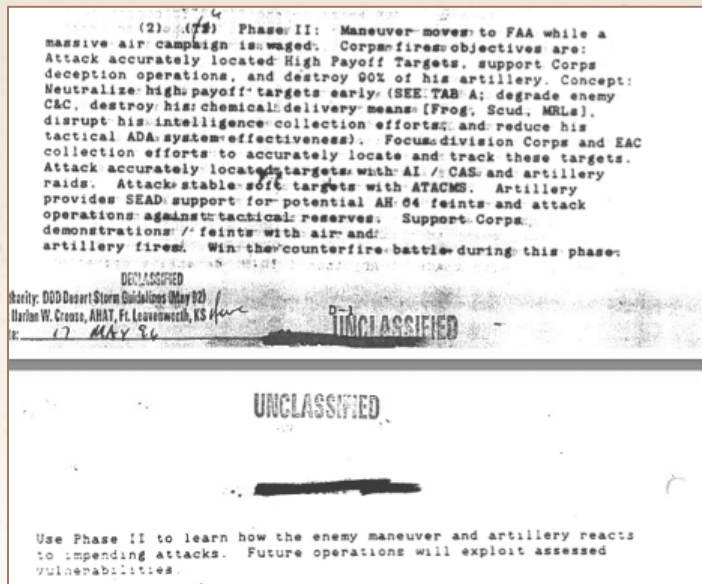 (2) Phase II: Maneuver moves to FAA while a
massive air campaign is waged. Corps fires objectives are:
Attack accurately located High Payoff Targets, support Corps
deception operations, and destroy 90% of his artillery. Concept:
Neutralize high payoff targets early (SEE TAB A; degrade enemy
C&C, destroy his chemical delivery means [Frog, Scud, MRLs],
disrupt his intelligence collection efforts, and reduce his
tactical ADA system effectiveness). Focus division Corps and EAC
collection efforts to accurately locate and track these targets.
Attack accurately located targets with AI / CAS and artillery
raids. Attack stable soft targets with ATACMS. Artillery
provides SEAD support for potential AH 64 feints and attack
operations against tactical reserves. Support Corps
demonstrations / feints with air and
artillery fires. Win the counterfire battle during this phase.
DECLASSIFIED
thority: DOD Desert Storm Guidelines (May 92)
Harlan W. Crouse, AHAT, Ft. Leavenworth, KS
te: 17 MAY 96
D-1
UNCLASSIFIED
UNCLASSIFIED
Use Phase II to learn how the enemy maneuver and artillery reacts
to impending attacks. Future operations will exploit assessed
vulnerabilities.